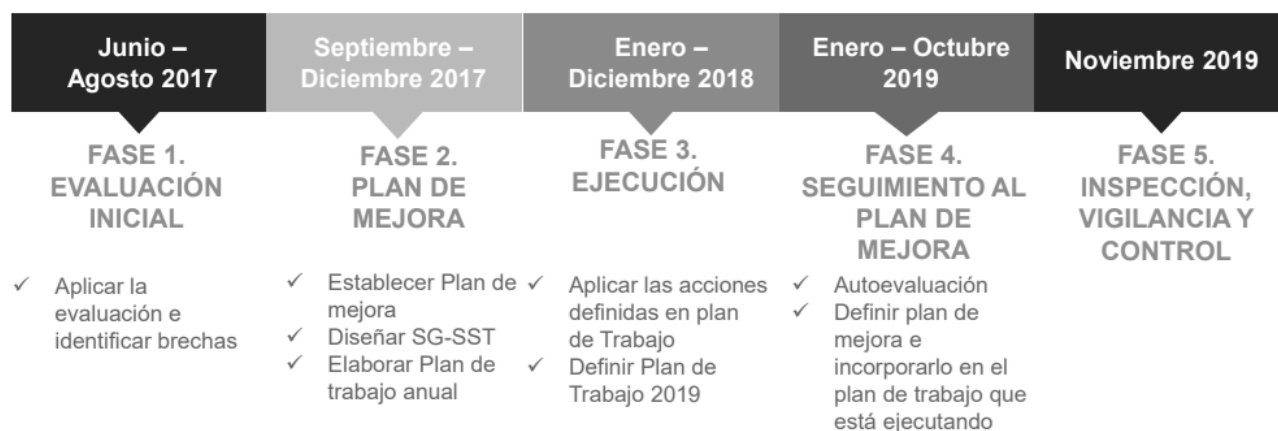 Junio –
Agosto 2017
Septiembre –
Diciembre 2017
Enero –
Diciembre 2018
Enero – Octubre
2019
Noviembre 2019
FASE 1.
EVALUACIÓN
INICIAL
FASE 2.
PLAN DE
MEJORA
FASE 3.
EJECUCIÓN
FASE 4.
SEGUIMIENTO AL
PLAN DE
MEJORA
FASE 5.
INSPECCIÓN,
VIGILANCIA Y
CONTROL
✓ Aplicar la
evaluación e
identificar brechas
✓ Establecer Plan de
mejora
✓ Diseñar SG-SST
✓ Elaborar Plan de
trabajo anual
✓ Aplicar las acciones
definidas en plan
de Trabajo
✓ Definir Plan de
Trabajo 2019
✓ Autoevaluación
✓ Definir plan de
mejora e
incorporarlo en el
plan de trabajo que
está ejecutando